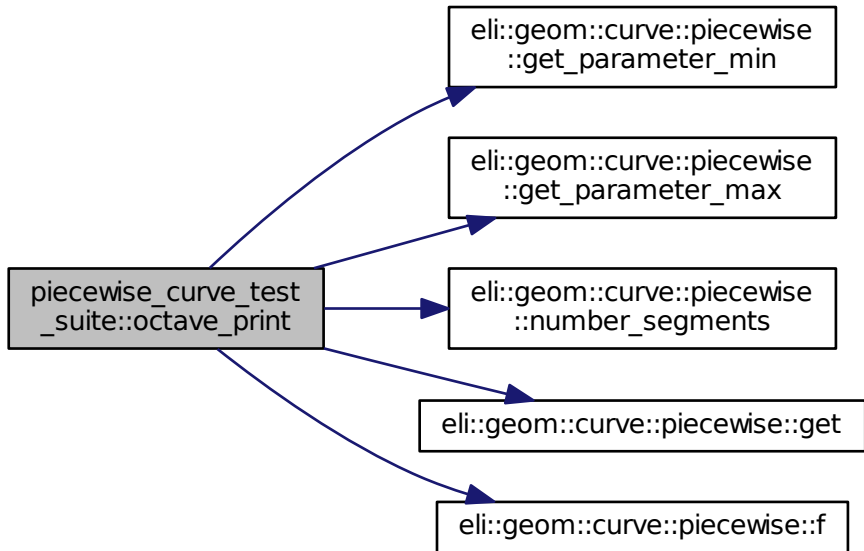 eli::geom::curve::piecewise
::get_parameter_min
eli::geom::curve::piecewise
::get_parameter_max
piecewise_curve_test
_suite::octave_print
eli::geom::curve::piecewise
::number_segments
eli::geom::curve::piecewise::get
eli::geom::curve::piecewise::f